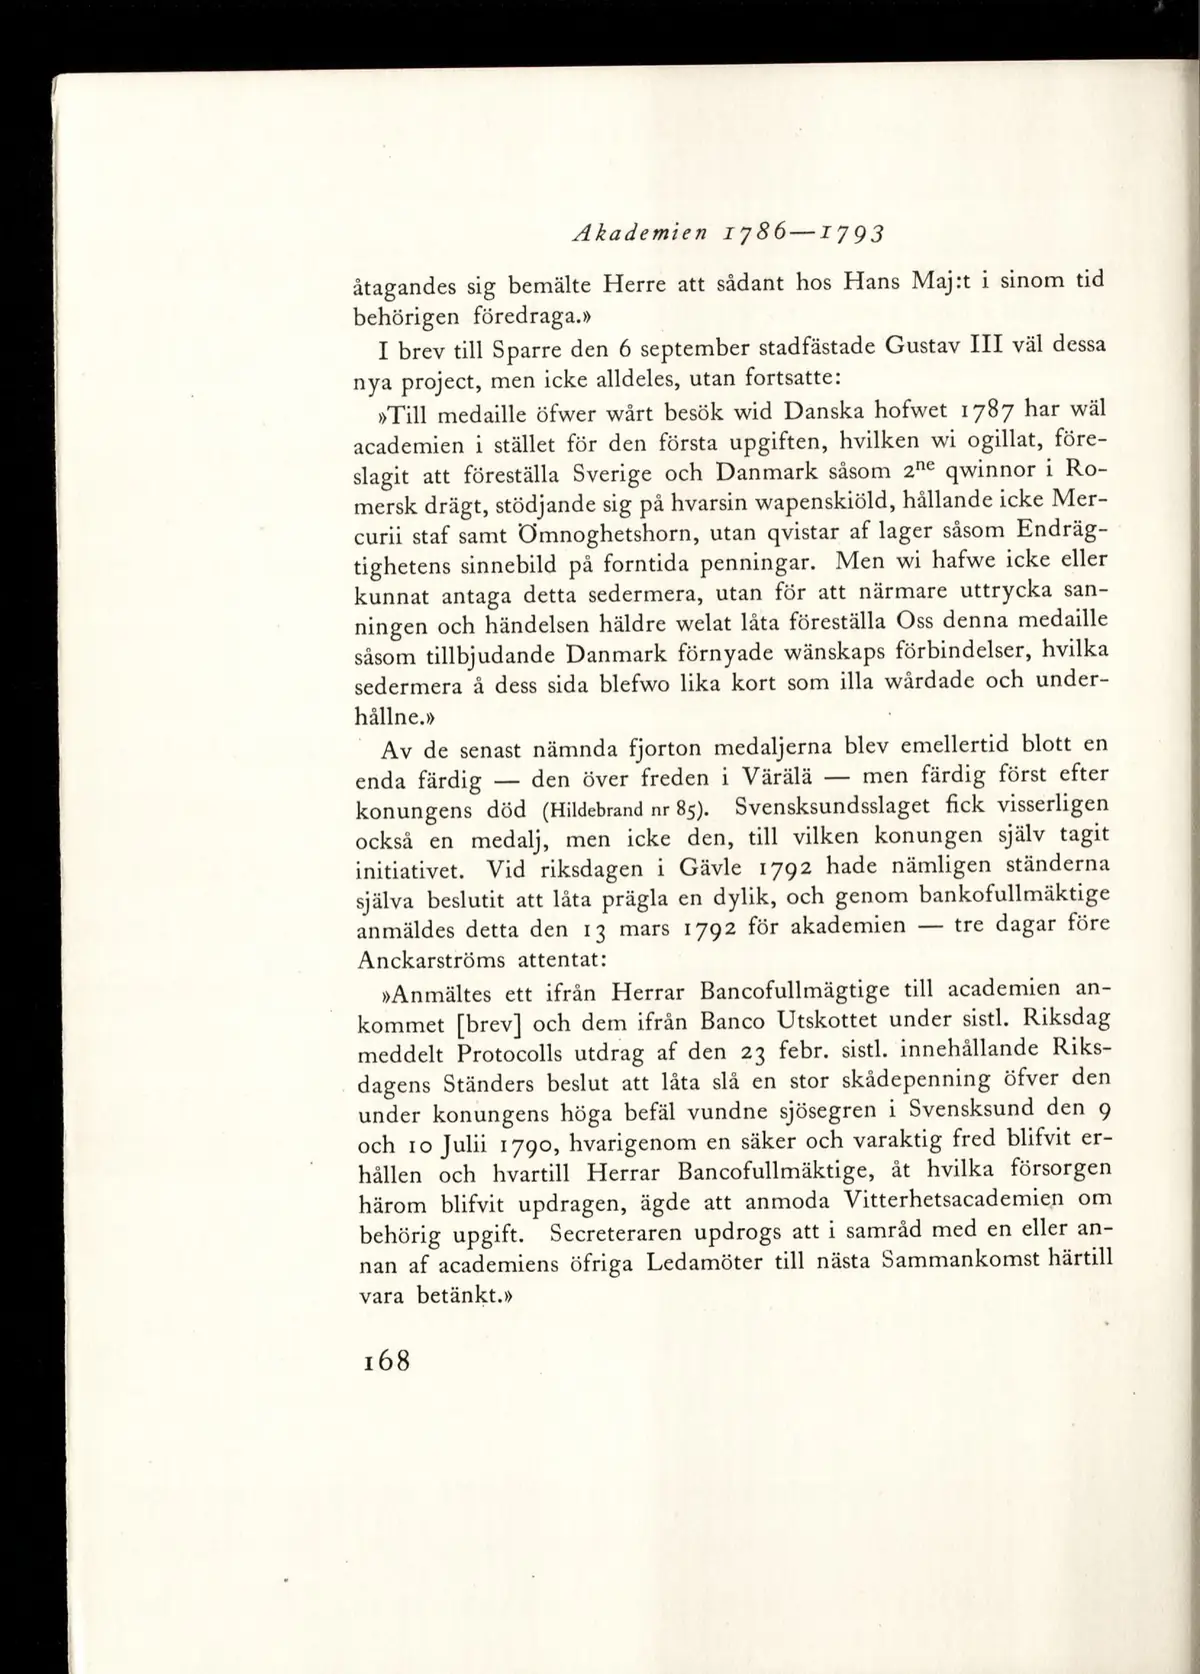 Akademien 1786—1793
åtagandes sig bemälte Herre att sådant hos Hans Maj:t i sinom tid
behörigen föredraga.»
I brev till Sparre den 6 september stadfästade Gustav III väl dessa
nya project, men icke alldeles, utan fortsatte:
»Till medaille öfwer wårt besök wid Danska hofwet 1787 har wäl
academien i stället för den första upgiften, hvilken wi ogillat, före-
slagit att föreställa Sverige och Danmark såsom 2ne qwinnor i Ro-
mersk drägt, stödjande sig på hvarsin wapenskiöld, hållande icke Mer-
curii staf samt Ömnoghetshorn, utan qvistar af lager såsom Endräg-
tighetens sinnebild på forntida penningar. Men wi hafwe icke eller
kunnat antaga detta sedermera, utan för att närmare uttrycka san-
ningen och händelsen häldre welat låta föreställa Oss denna medaille
såsom tillbjudande Danmark förnyade wänskaps förbindelser, hvilka
sedermera å dess sida blefwo lika kort som illa wårdade och under-
hållne.»
Av de senast nämnda fjorton medaljerna blev emellertid blott en
enda färdig — den över freden i Värälä — men färdig först efter
konungens död (Hildebrand nr 85). Svensksundsslaget fick visserligen
också en medalj, men icke den, till vilken konungen själv tagit
initiativet. Vid riksdagen i Gävle 1792 hade nämligen ständerna
själva beslutit att låta prägla en dylik, och genom bankofullmäktige
anmäldes detta den 13 mars 1792 för akademien — tre dagar före
Anckarströms attentat:
»Anmältes ett ifrån Herrar Bancofullmägtige till academien an-
kommet [brev] och dem ifrån Banco Utskottet under sistl. Riksdag
meddelt Protocolls utdrag af den 23 febr. sistl. innehållande Riks-
dagens Ständers beslut att låta slå en stor skådepenning öfver den
under konungens höga befäl vundne sjösegren i Svensksund den 9
och 10 Julii 1790, hvarigenom en säker och varaktig fred blifvit er-
hållen och hvartill Herrar Bancofullmäktige, åt hvilka försorgen
härom blifvit updragen, ägde att anmoda Vitterhetsacademien om
behörig upgift. Secreteraren updrogs att i samråd med en eller an-
nan af academiens öfriga Ledamöter till nästa Sammankomst härtill
vara betänkt.»
168